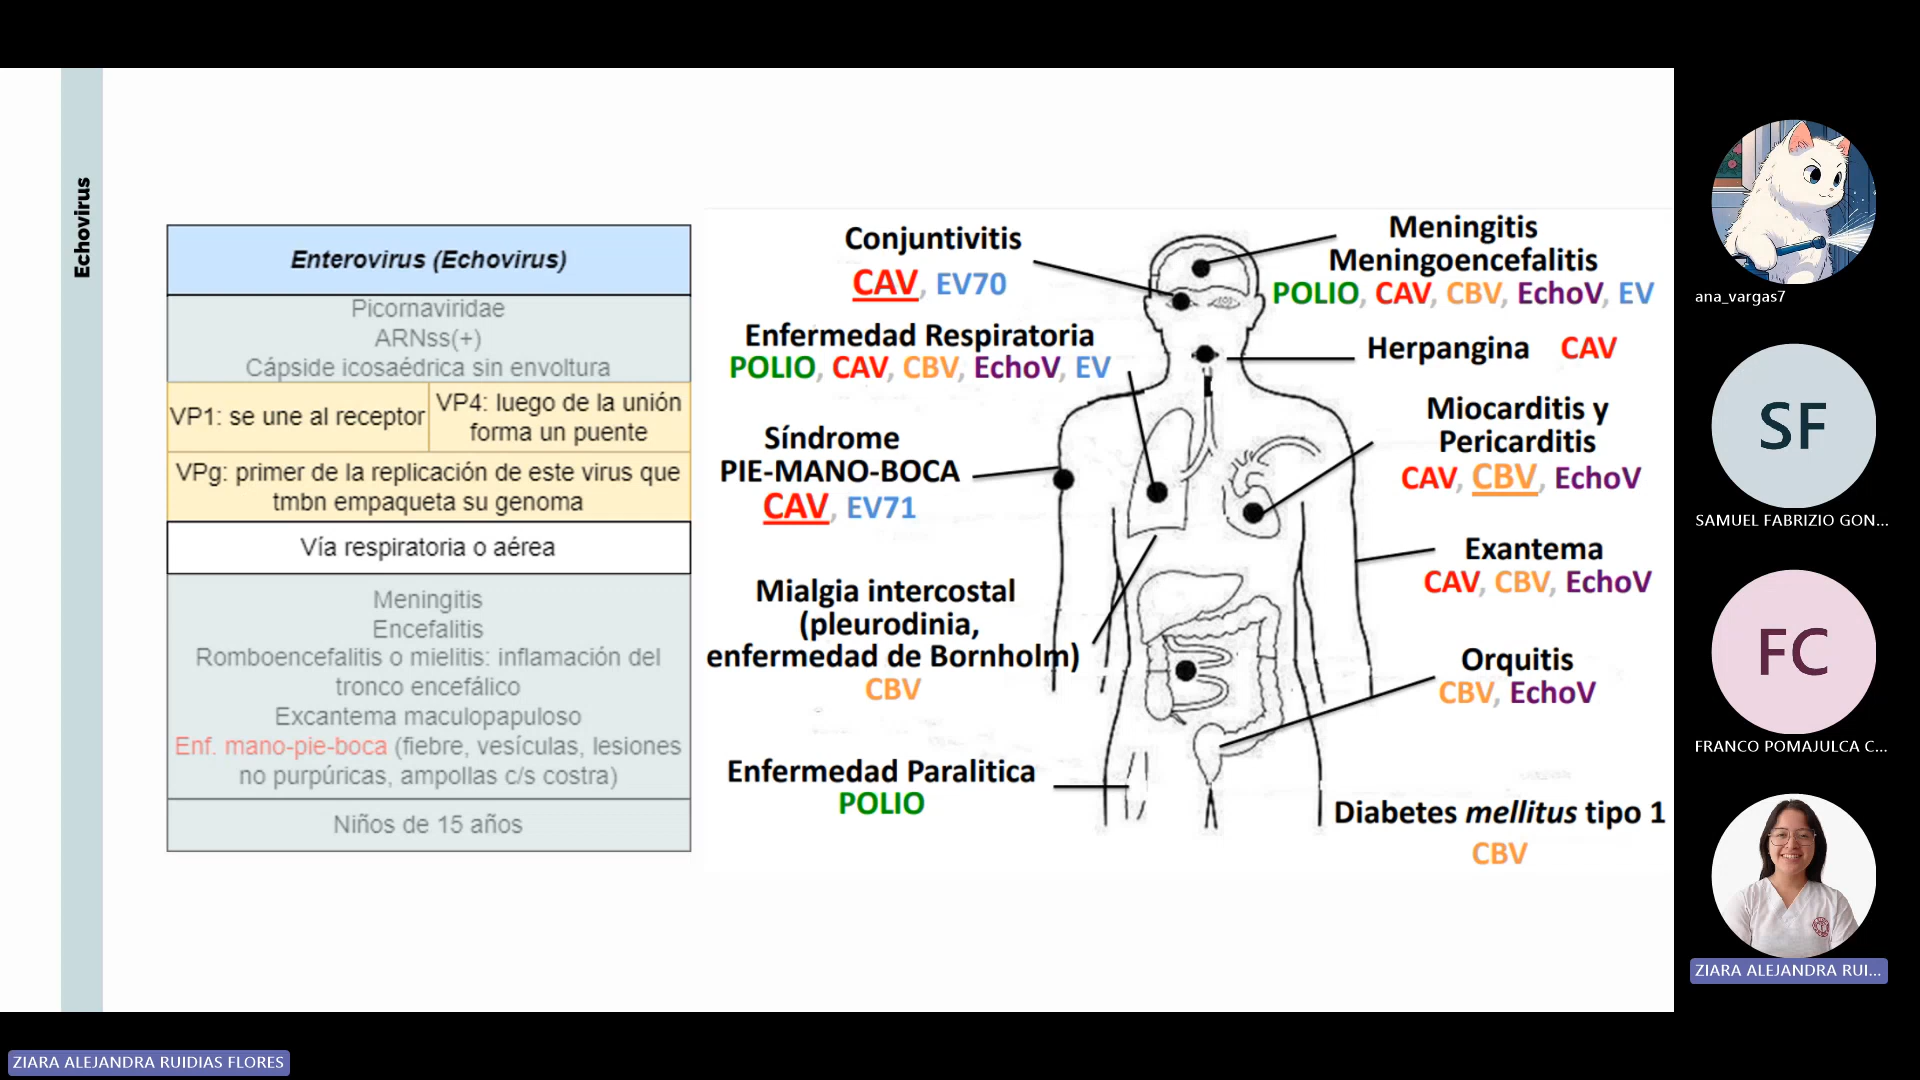 Echovirus
Enterovirus (Echovirus)
Picornaviridae
ARNss(+)
Cápside icosaédrica sin envoltura
VP1: se une al receptor
VP4: luego de la unión
forma un puente
VPg: primer de la replicación de este virus que
tmbn empaqueta su genoma
Vía respiratoria o aérea
Meningitis
Encefalitis
Romboencefalitis o mielitis: inflamación del
tronco encefálico
Excantema maculopapuloso
Enf. mano-pie-boca (fiebre, vesículas, lesiones
no purpúricas, ampollas c/s costra)
Niños de 15 años
Conjuntivitis
CAV, EV70
Enfermedad Respiratoria
POLIO, CAV, CBV, EchoV, EV
Síndrome
PIE-MANO-BOCA
CAV, EV71
Mialgia intercostal
(pleurodinia,
enfermedad de Bornholm)
CBV
Enfermedad Paralitica
POLIO
Meningitis
Meningoencefalitis
POLIO, CAV, CBV, EchoV, EV
Herpangina CAV
Miocarditis y
Pericarditis
CAV, CBV, EchoV
Exantema
CAV, CBV, EchoV
Orquitis
CBV, EchoV
Diabetes mellitus tipo 1
CBV
ana_vargas7
SF
SAMUEL FABRIZIO GON...
FC
FRANCO POMAJULCA C...
ZIARA ALEJANDRA RUI...
ZIARA ALEJANDRA RUIDIAS FLORES